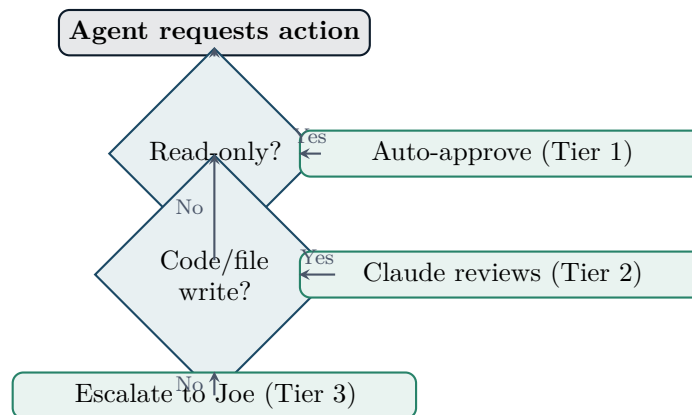 Agent requests action
Yes
Read-only?
Auto-approve (Tier 1)
No
Yes
Code/file
write?
Claude reviews (Tier 2)
No
Escalate to Joe (Tier 3)